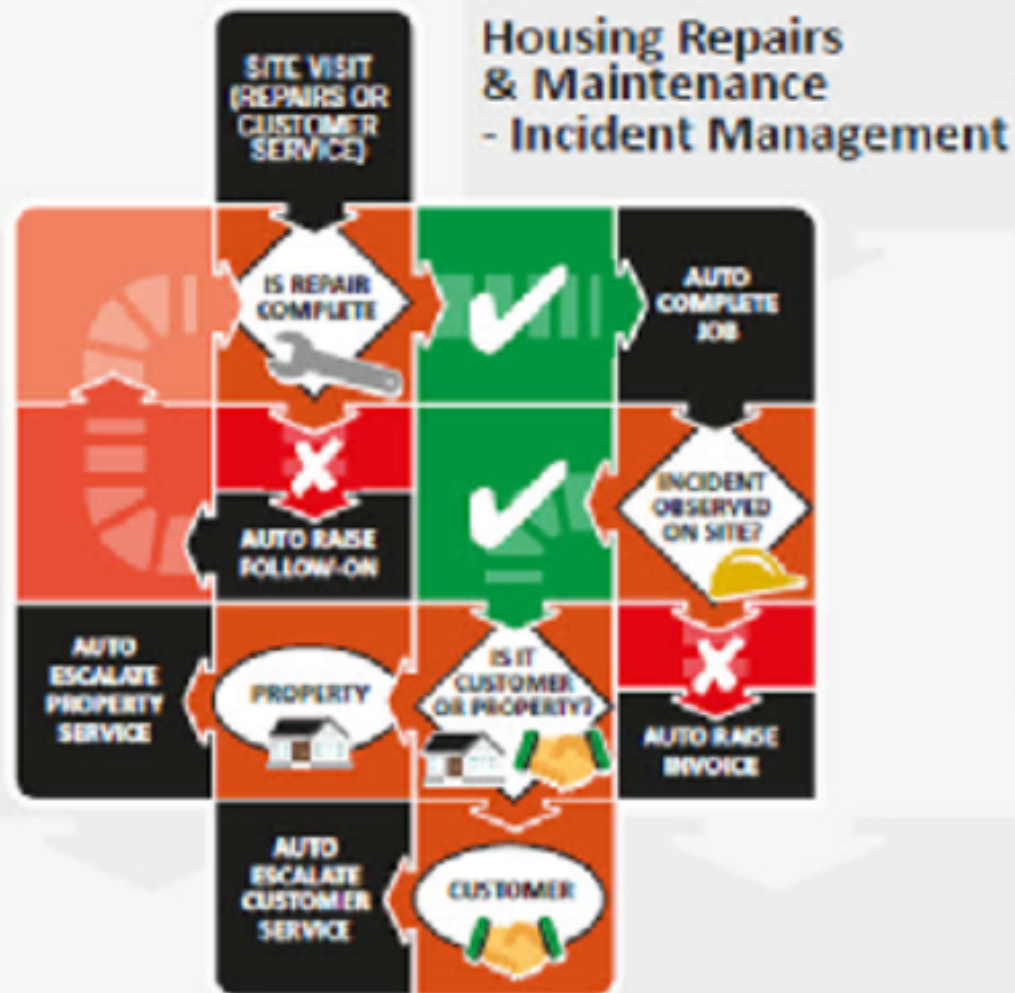 Housing Repairs
& Maintenance
- Incident Management
SITE VISIT
(REPAIRS OR
CUSTOMER
SERVICE)
IS REPAIR
COMPLETE
AUTO
COMPLETE
JOB
AUTO RAISE
FOLLOW-ON
INCIDENT
OBSERVED
ON SITE?
AUTO
ESCALATE
PROPERTY
SERVICE
PROPERTY
IS IT
CUSTOMER
OR PROPERTY?
AUTO RAISE
INVOICE
AUTO
ESCALATE
CUSTOMER
SERVICE
CUSTOMER